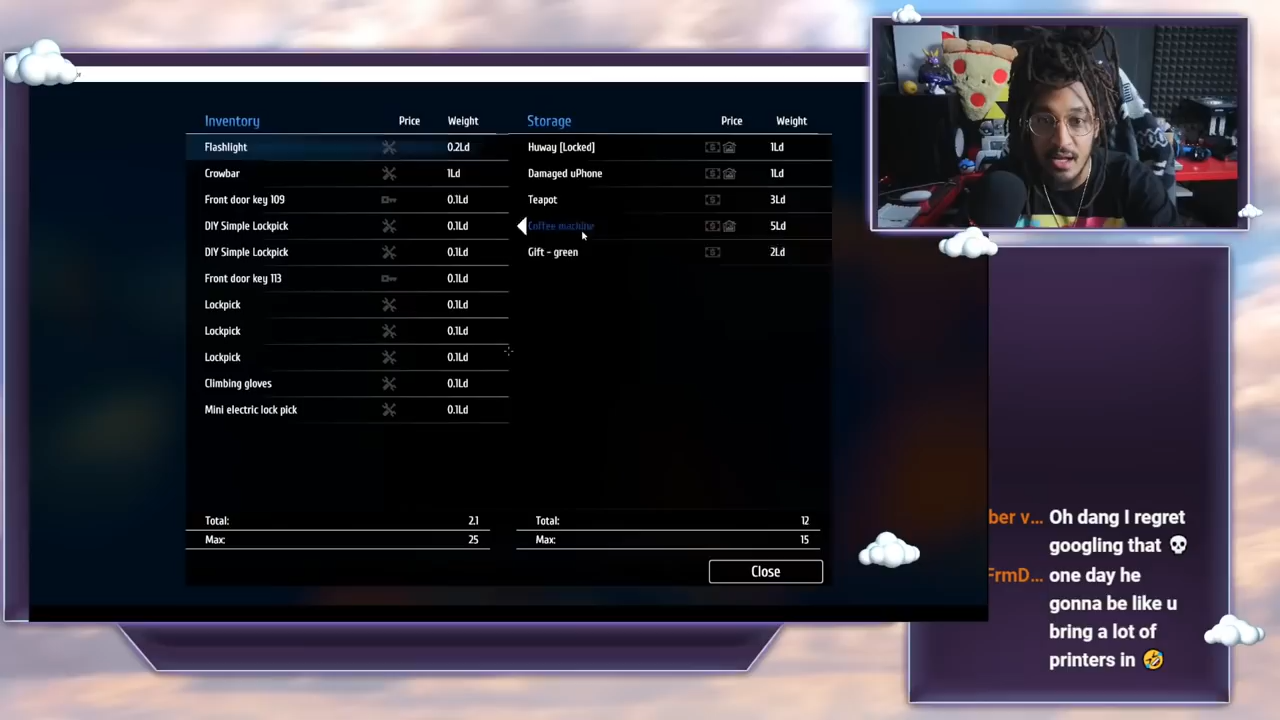 Inventory Price Weight
Flashlight 0.2Ld
Crowbar 1Ld
Front door key 109 0.1Ld
DIY Simple Lockpick 0.1Ld
DIY Simple Lockpick 0.1Ld
Front door key 113 0.1Ld
Lockpick 0.1Ld
Lockpick 0.1Ld
Lockpick 0.1Ld
Climbing gloves 0.1Ld
Mini electric lock pick 0.1Ld
Total: 2.1
Max: 25
Storage Price Weight
Huway [Locked] 1Ld
Damaged uPhone 1Ld
Teapot 3Ld
Coffee machine 5Ld
Gift - green 2Ld
Total: 12
Max: 15
Close
ber v... Oh dang I regret
googling that 💀
FrmD... one day he
gonna be like u
bring a lot of
printers in 🤣